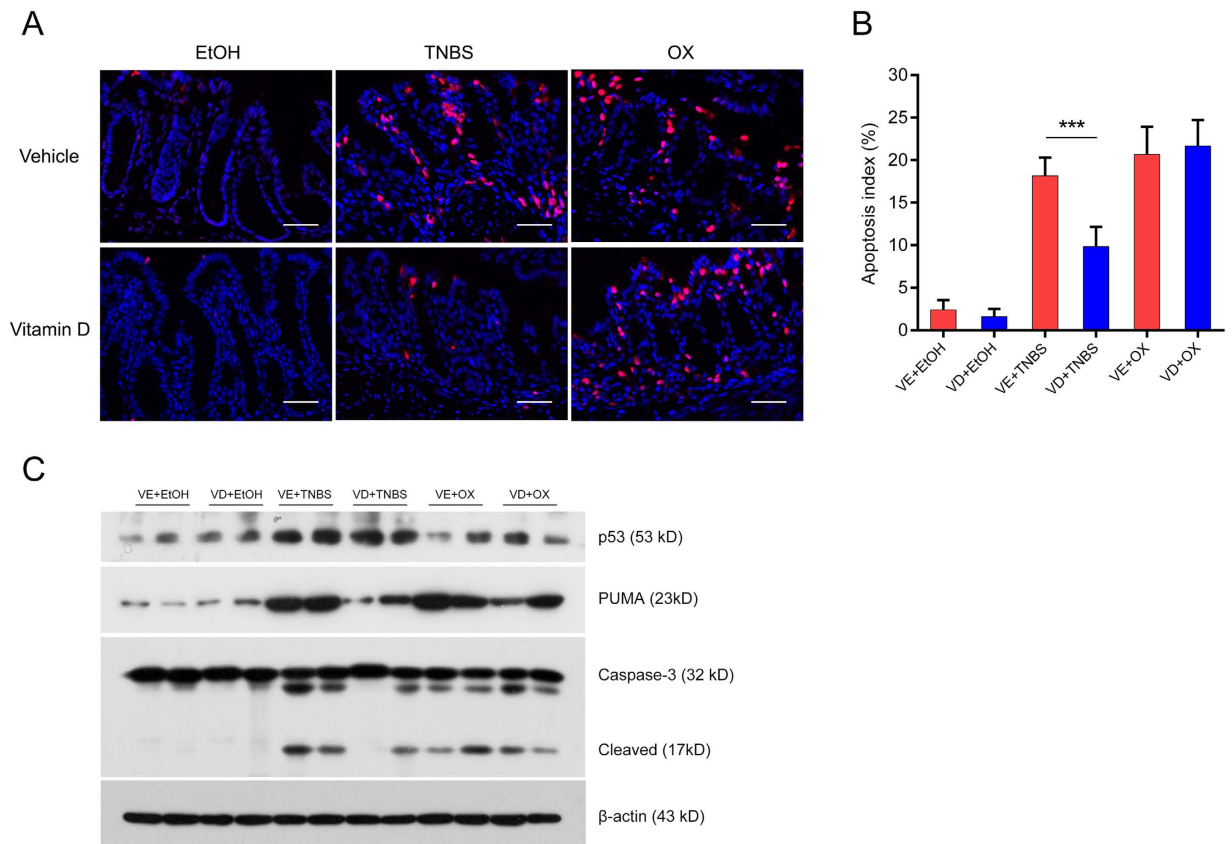 A
EtOH
TNBS
OX
Vehicle
Vitamin D
B
Apoptosis index (%)
30
25
20
15
10
5
0
***
VE+EtOH
VD+EtOH
VE+TNBS
VD+TNBS
VE+OX
VD+OX
C
VE+EtOH VD+EtOH VE+TNBS VD+TNBS VE+OX VD+OX
p53 (53 kD)
PUMA (23kD)
Caspase-3 (32 kD)
Cleaved (17kD)
β-actin (43 kD)